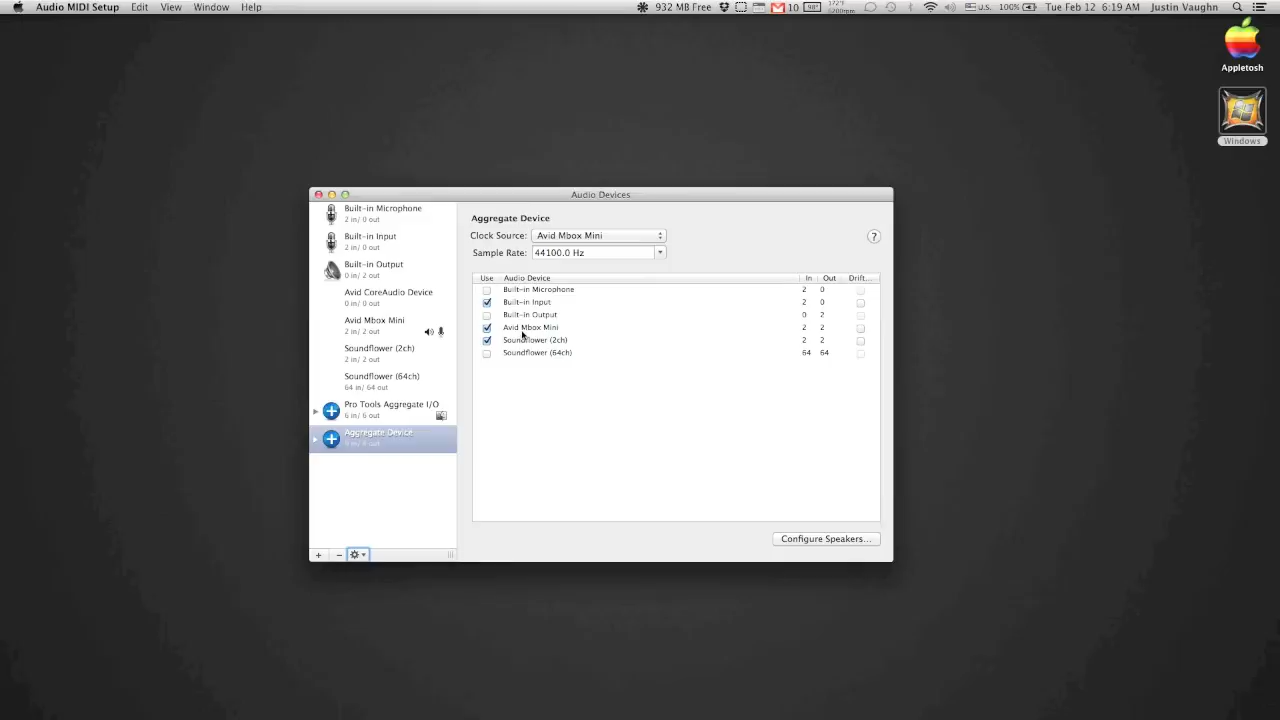 Audio MIDI Setup Edit View Window Help 932 MB Free 10 98° 172°F 5200rpm U.S. 100% Tue Feb 12 6:19 AM Justin Vaughn
Appletosh
Windows
Audio Devices
Built-in Microphone
2 in/ 0 out
Built-in Input
2 in/ 0 out
Built-in Output
0 in/ 2 out
Avid CoreAudio Device
0 in/ 0 out
Avid Mbox Mini
2 in/ 2 out
Soundflower (2ch)
2 in/ 2 out
Soundflower (64ch)
64 in/ 64 out
Pro Tools Aggregate I/O
6 in/ 6 out
Aggregate Device
Aggregate Device
Clock Source: Avid Mbox Mini
?
Sample Rate: 44100.0 Hz
Use Audio Device In Out Drift...
Built-in Microphone 2 0
Built-in Input 2 0
Built-in Output 0 2
Avid Mbox Mini 2 2
Soundflower (2ch) 2 2
Soundflower (64ch) 64 64
Configure Speakers...